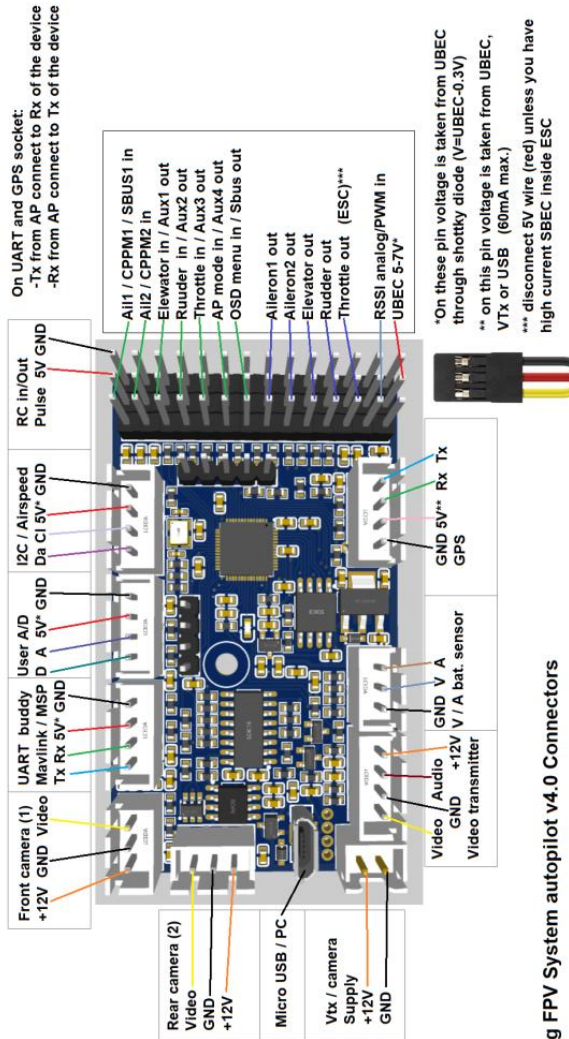 On UART and GPS socket:
-Tx from AP connect to Rx of the device
-Rx from AP connect to Tx of the device
RC in/Out
Pulse 5V GND
I2C / Airspeed
Da Cl 5V* GND
User A/D
D A 5V* GND
UART buddy
Mavlink / MSP
Tx Rx 5V* GND
Front camera (1)
+12V GND Video
Ail1 / CPPM1 / SBUS1 in
Ail2 / CPPM2 in
Elevator in / Aux1 out
Ruuder in / Aux2 out
Throttle in / Aux3 out
AP mode in / Aux4 out
OSD menu in / Sbus out
Aileron1 out
Aileron2 out
Elevator out
Rudder out
Throttle out (ESC)***
RSSI analog/PWM in
UBEC 5-7V*
Rear camera (2)
Video
GND
+12V
Micro USB / PC
Vtx / camera
Supply
+12V
GND
Video Audio
GND +12V
Video transmitter
GND V A
V / A bat. sensor
GND 5V** Rx Tx
GPS
*On these pin voltage is taken from UBEC
through shottky diode (V=UBEC-0.3V)
** on this pin voltage is taken from UBEC,
VTx or USB (60mA max.)
*** disconnect 5V wire (red) unless you have
high current SBEC inside ESC
g FPV System autopilot v4.0 Connectors